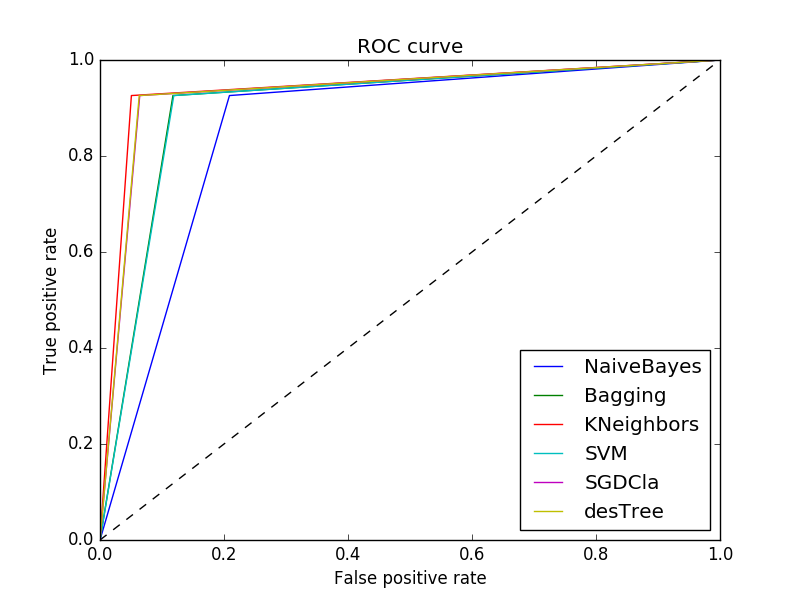 ROC curve
1.0
0.8
0.6
0.4
0.2
0.0
True positive rate
NaiveBayes
Bagging
KNeighbors
SVM
SGDCla
desTree
0.0 0.2 0.4 0.6 0.8 1.0
False positive rate